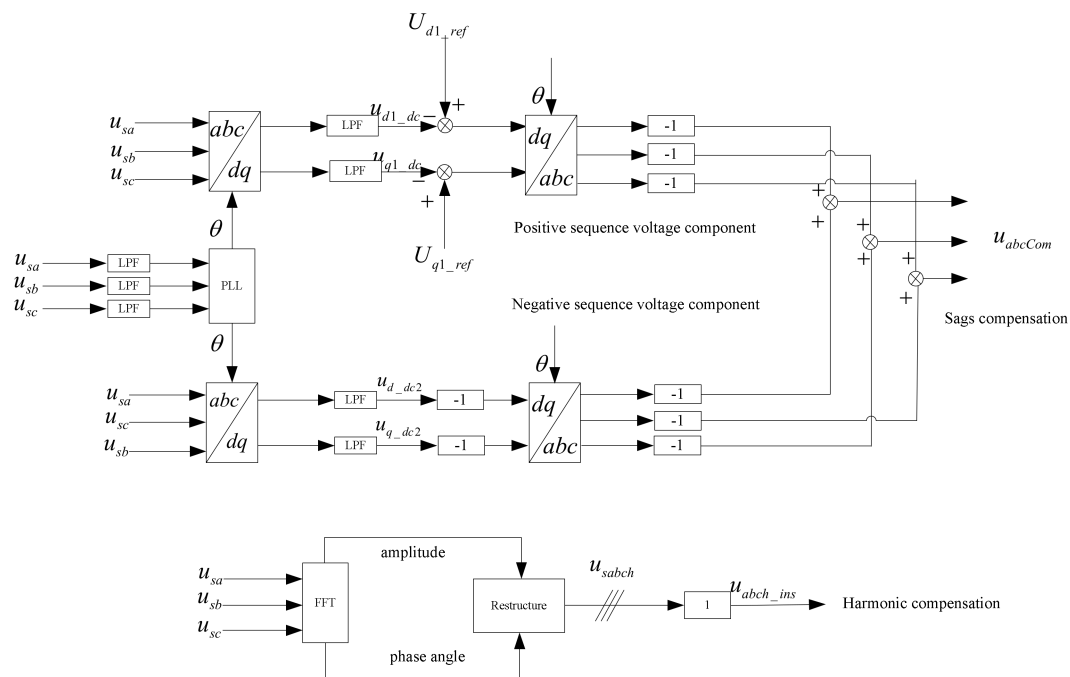 U_{d1_ref}
θ
u_{sa}
u_{sb}
u_{sc}
abc
dq
LPF
u_{d1_dc}
−
+
LPF
u_{q1_dc}
−
+
dq
abc
-1
-1
-1
+
+
+
+
+
+
θ
U_{q1_ref}
Positive sequence voltage component
u_{abcCom}
u_{sa}
u_{sb}
u_{sc}
LPF
LPF
LPF
PLL
Negative sequence voltage component
Sags compensation
θ
θ
u_{sa}
u_{sc}
u_{sb}
abc
dq
LPF
u_{d_dc2}
-1
LPF
u_{q_dc2}
-1
dq
abc
-1
-1
-1
amplitude
u_{sa}
u_{sb}
u_{sc}
FFT
Restructure
u_{sabch}
1
u_{abch_ins}
Harmonic compensation
phase angle